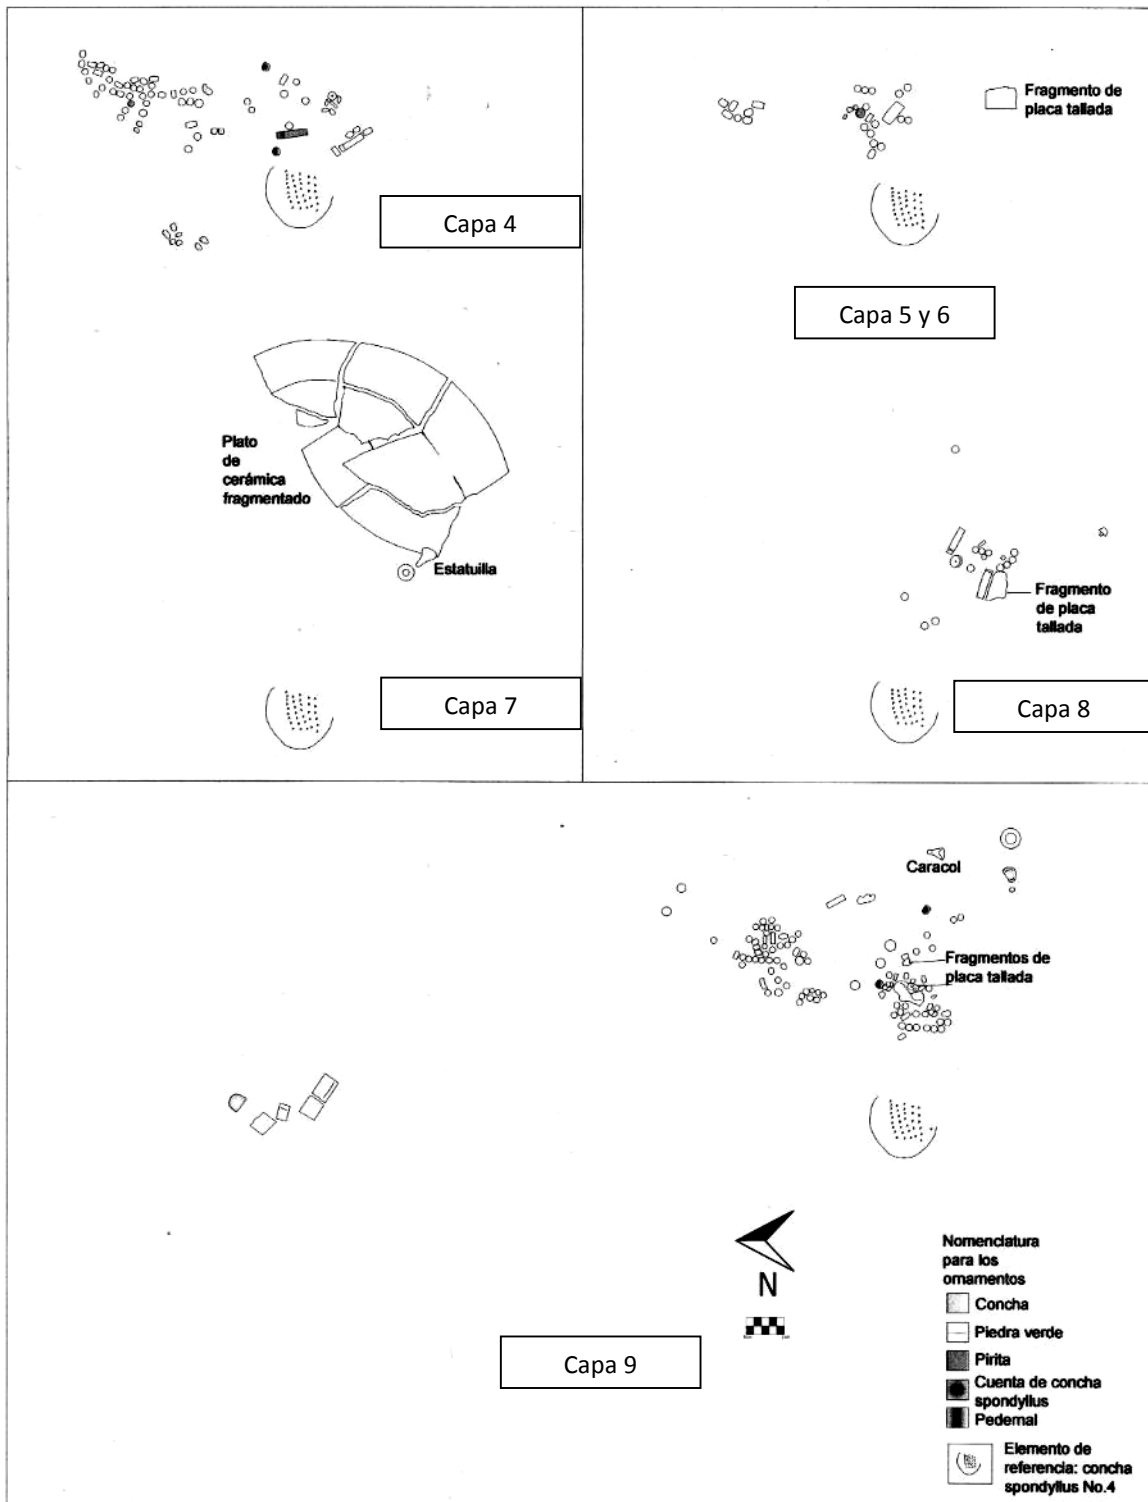 Capa 4
Fragmento de
placa tallada
Capa 5 y 6
Plato
de
cerámica
fragmentado
Estatuilla
Capa 7
Fragmento
de placa
tallada
Capa 8
Caracol
Fragmentos de
placa tallada
N
Capa 9
Nomenclatura
para los
ornamentos
Concha
Piedra verde
Pirita
Cuenta de concha
spondyllus
Pedernal
Elemento de
referencia: concha
spondyllus No.4